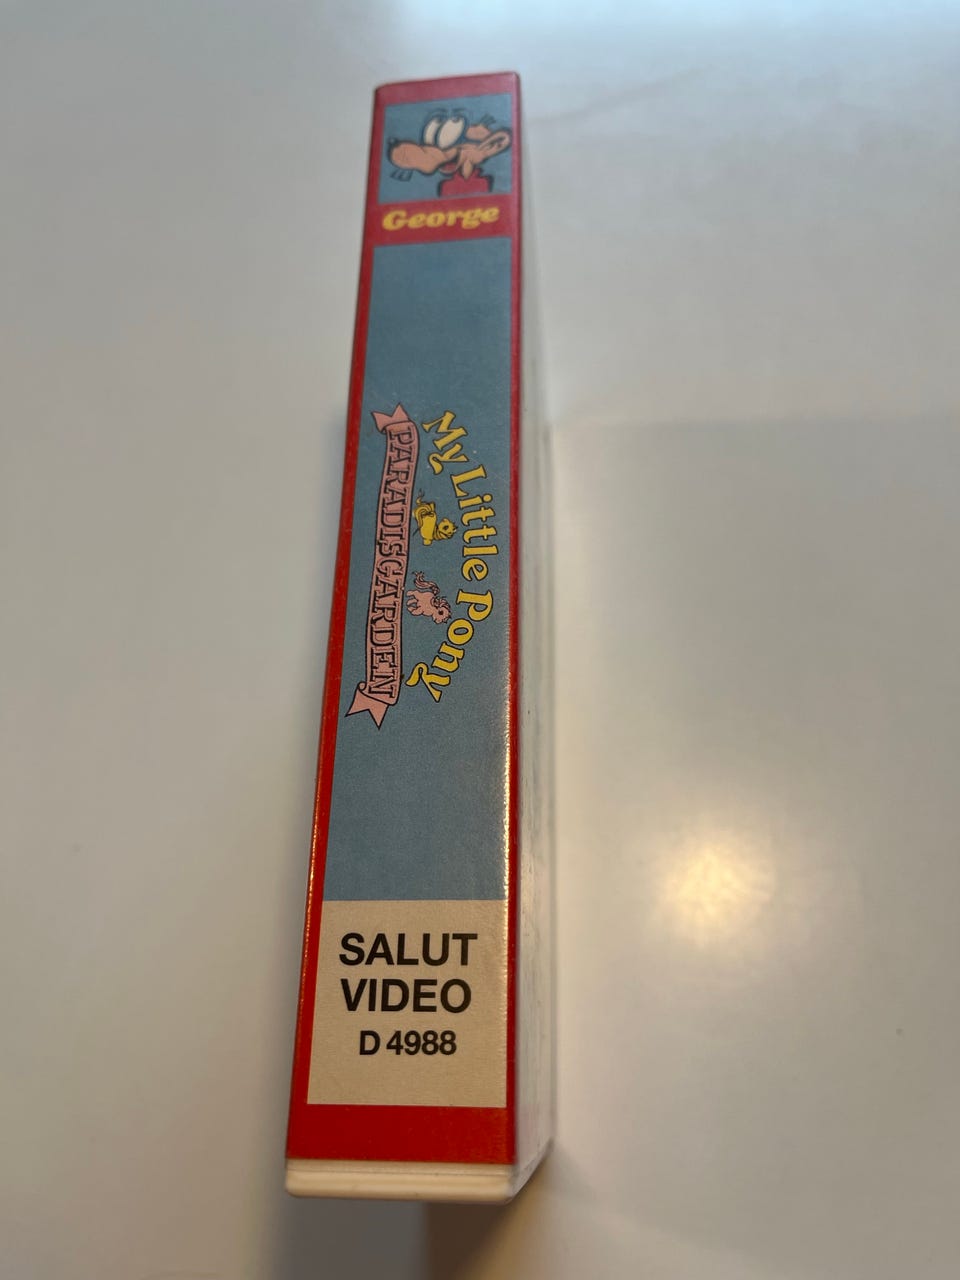 George
My Little Pony
PARADISGÅRDEN
SALUT
VIDEO
D 4988